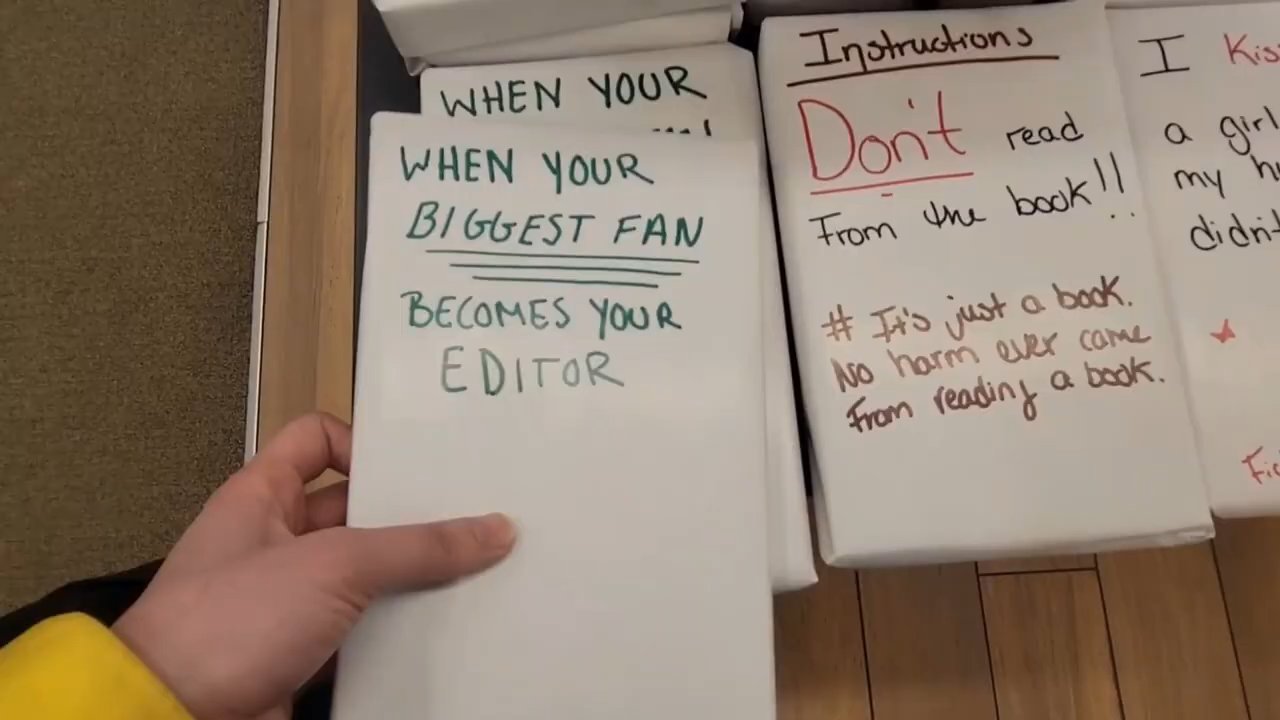 WHEN YOUR
WHEN YOUR
BIGGEST FAN
BECOMES YOUR
EDITOR
Instructions
Don't read
From the book!!
# It's just a book.
No harm ever came
From reading a book.
I
a girl
my